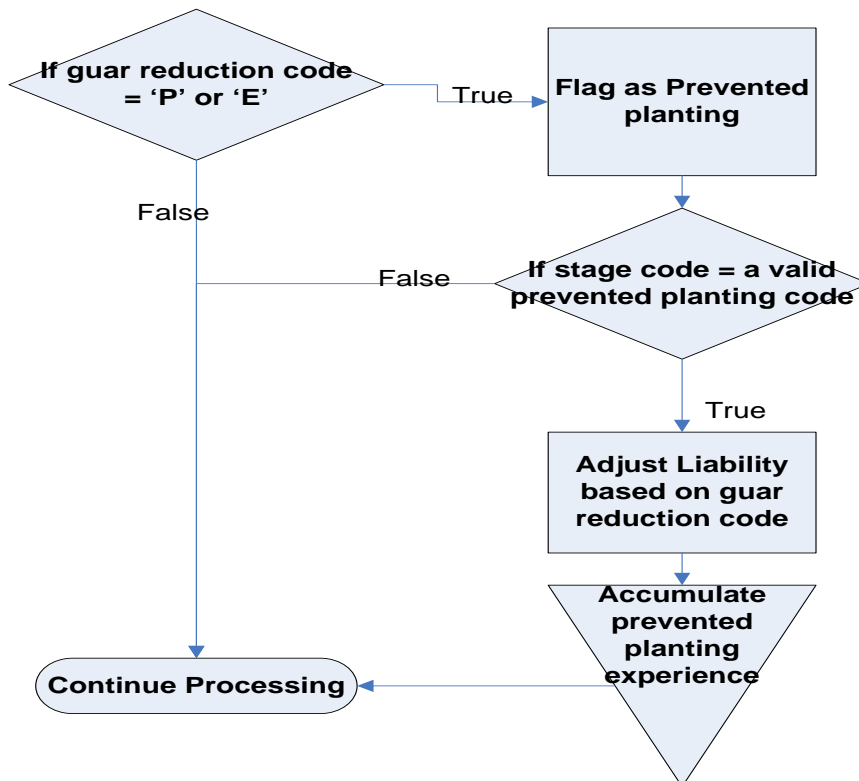 If guar reduction code
= ‘P’ or ‘E’
True
Flag as Prevented
planting
False
If stage code = a valid
prevented planting code
False
True
Adjust Liability
based on guar
reduction code
Accumulate
prevented
planting
experience
Continue Processing